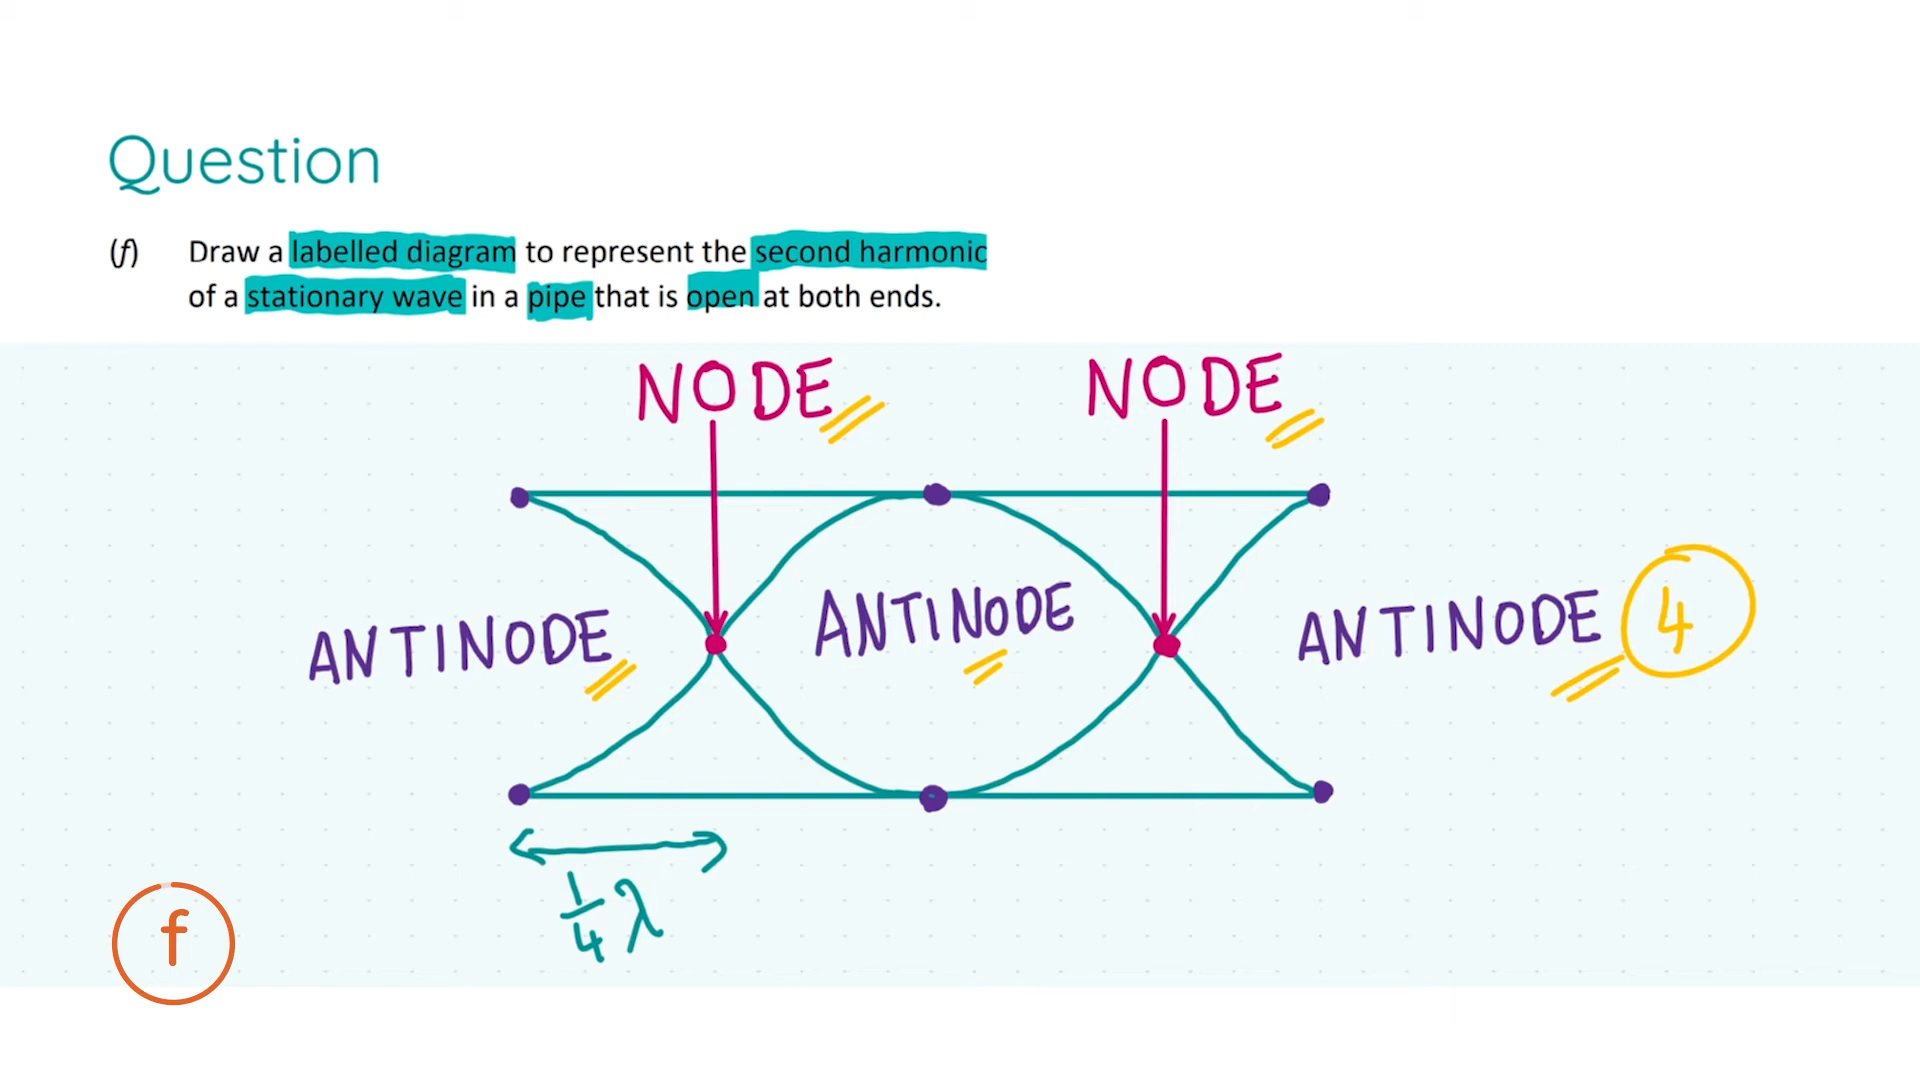 Question
(f) Draw a labelled diagram to represent the second harmonic
of a stationary wave in a pipe that is open at both ends.
NODE NODE
ANTINODE ANTINODE ANTINODE 4
1/4 λ
f